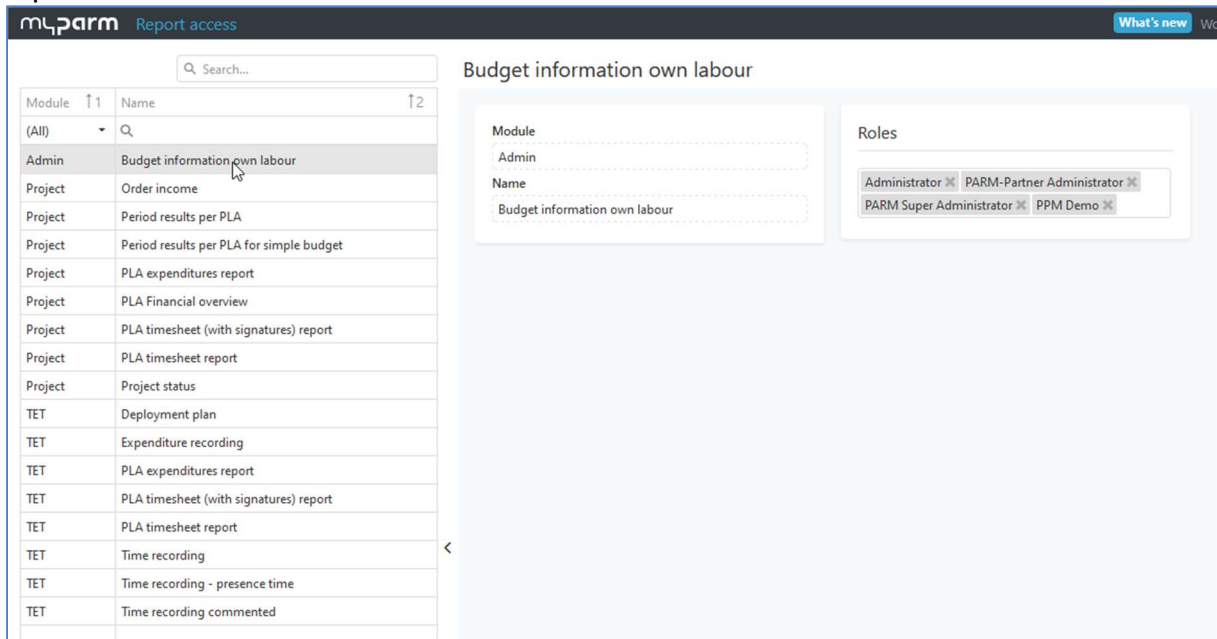 myparm Report access What's new Wo
Search...
Module 1 Name 2
(All)
Admin Budget information own labour
Project Order income
Project Period results per PLA
Project Period results per PLA for simple budget
Project PLA expenditures report
Project PLA Financial overview
Project PLA timesheet (with signatures) report
Project PLA timesheet report
Project Project status
TET Deployment plan
TET Expenditure recording
TET PLA expenditures report
TET PLA timesheet (with signatures) report
TET PLA timesheet report
TET Time recording
TET Time recording - presence time
TET Time recording commented
Budget information own labour
Module
Admin
Name
Budget information own labour
Roles
Administrator PARM-Partner Administrator
PARM Super Administrator PPM Demo